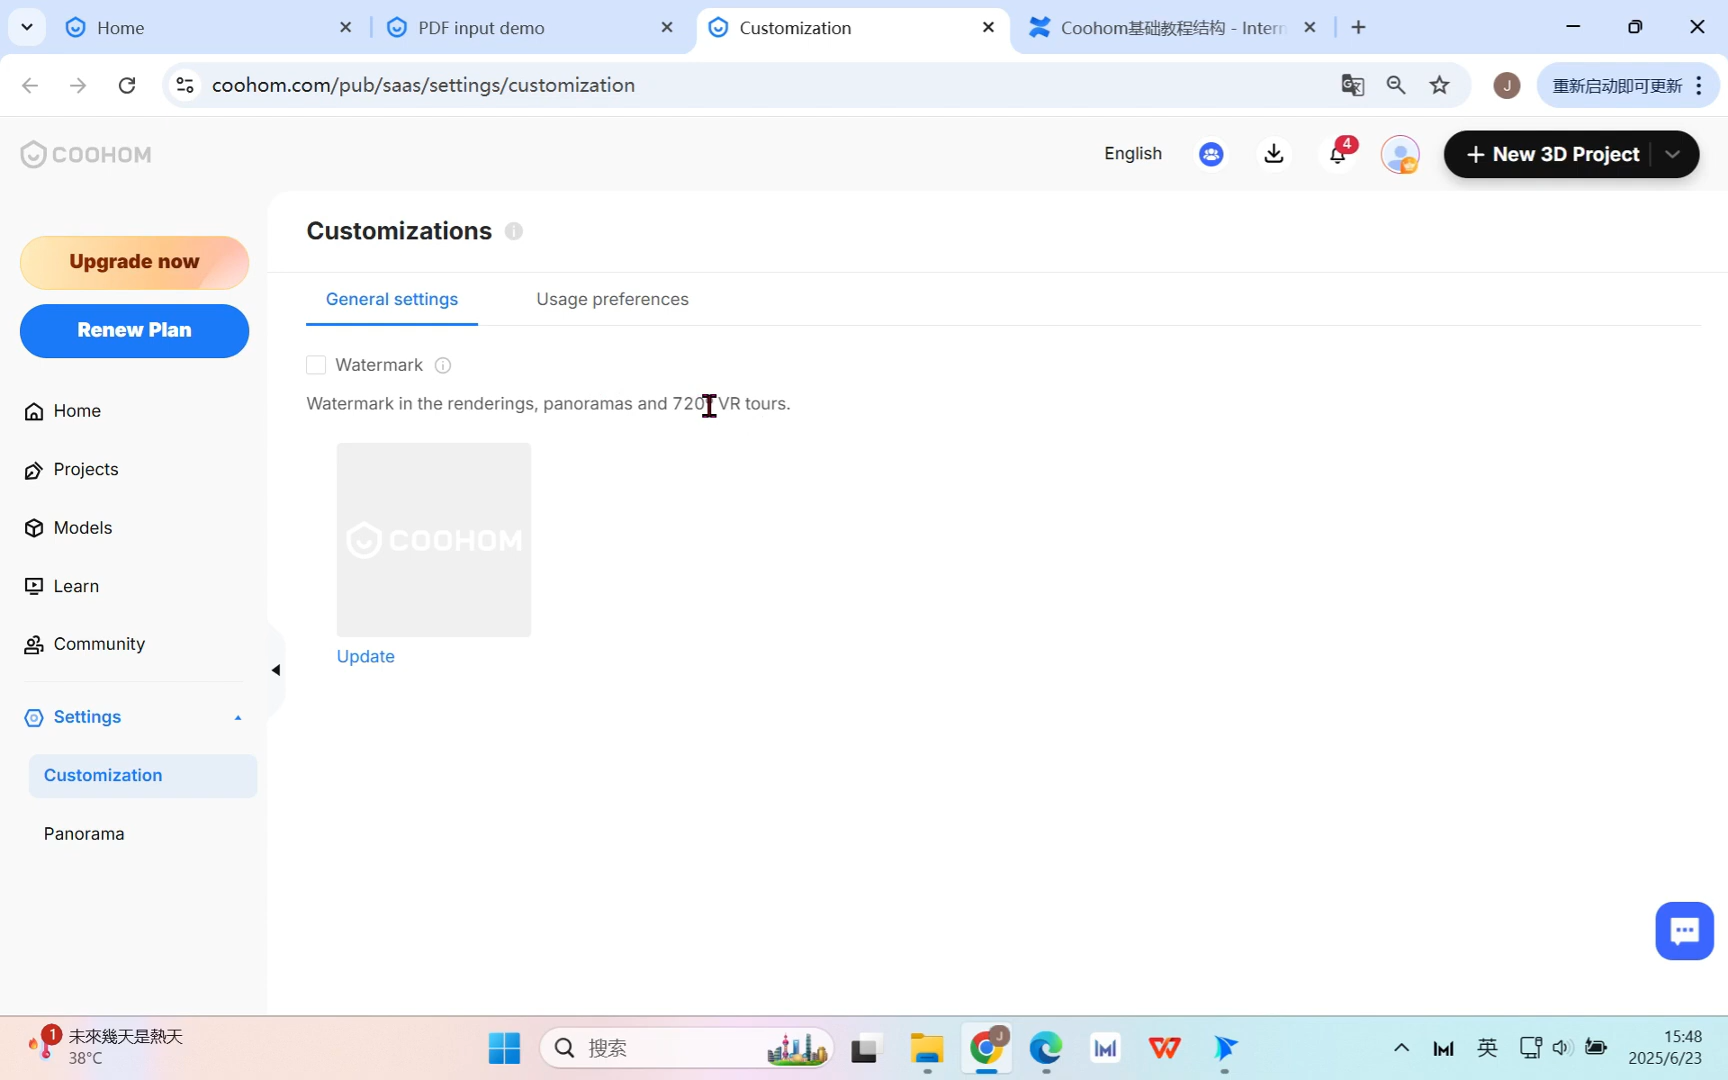 Home
PDF input demo
Customization
Coohom基础教程结构 - Intern
coohom.com/pub/saas/settings/customization
J
重新启动即可更新
COOHOM
English
4
New 3D Project
Upgrade now
Renew Plan
Home
Projects
Models
Learn
Community
Settings
Customization
Panorama
Customizations
General settings
Usage preferences
Watermark
Watermark in the renderings, panoramas and 720° VR tours.
COOHOM
Update
1
未來幾天是熱天
38°C
搜索
J
英
15:48
2025/6/23